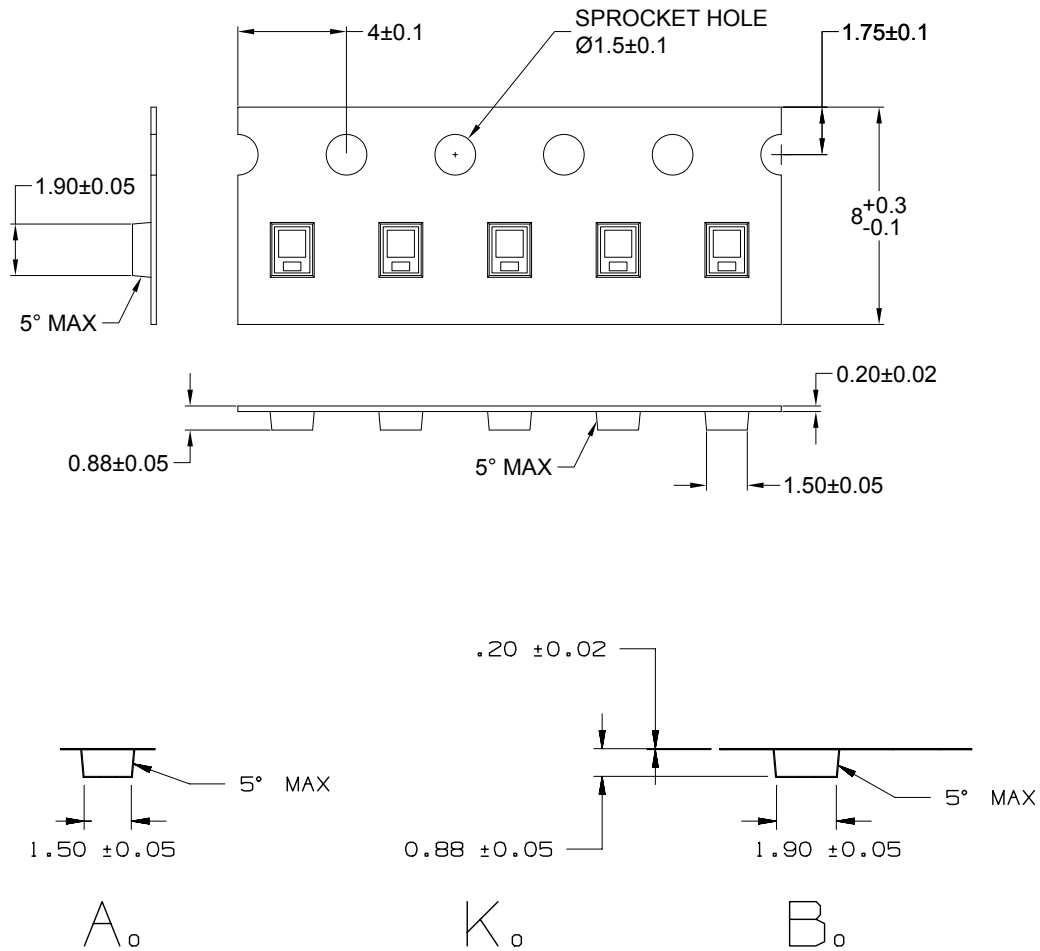 SPROCKET HOLE
4±0.1
Ø1.5±0.1
1.75±0.1
1.90±0.05
8+0.3
-0.1
5° MAX
0.20±0.02
0.88±0.05
5° MAX
1.50±0.05
.20 ±0.02
5° MAX
5° MAX
1.50 ±0.05
0.88 ±0.05
1.90 ±0.05
Ao
Ko
Bo